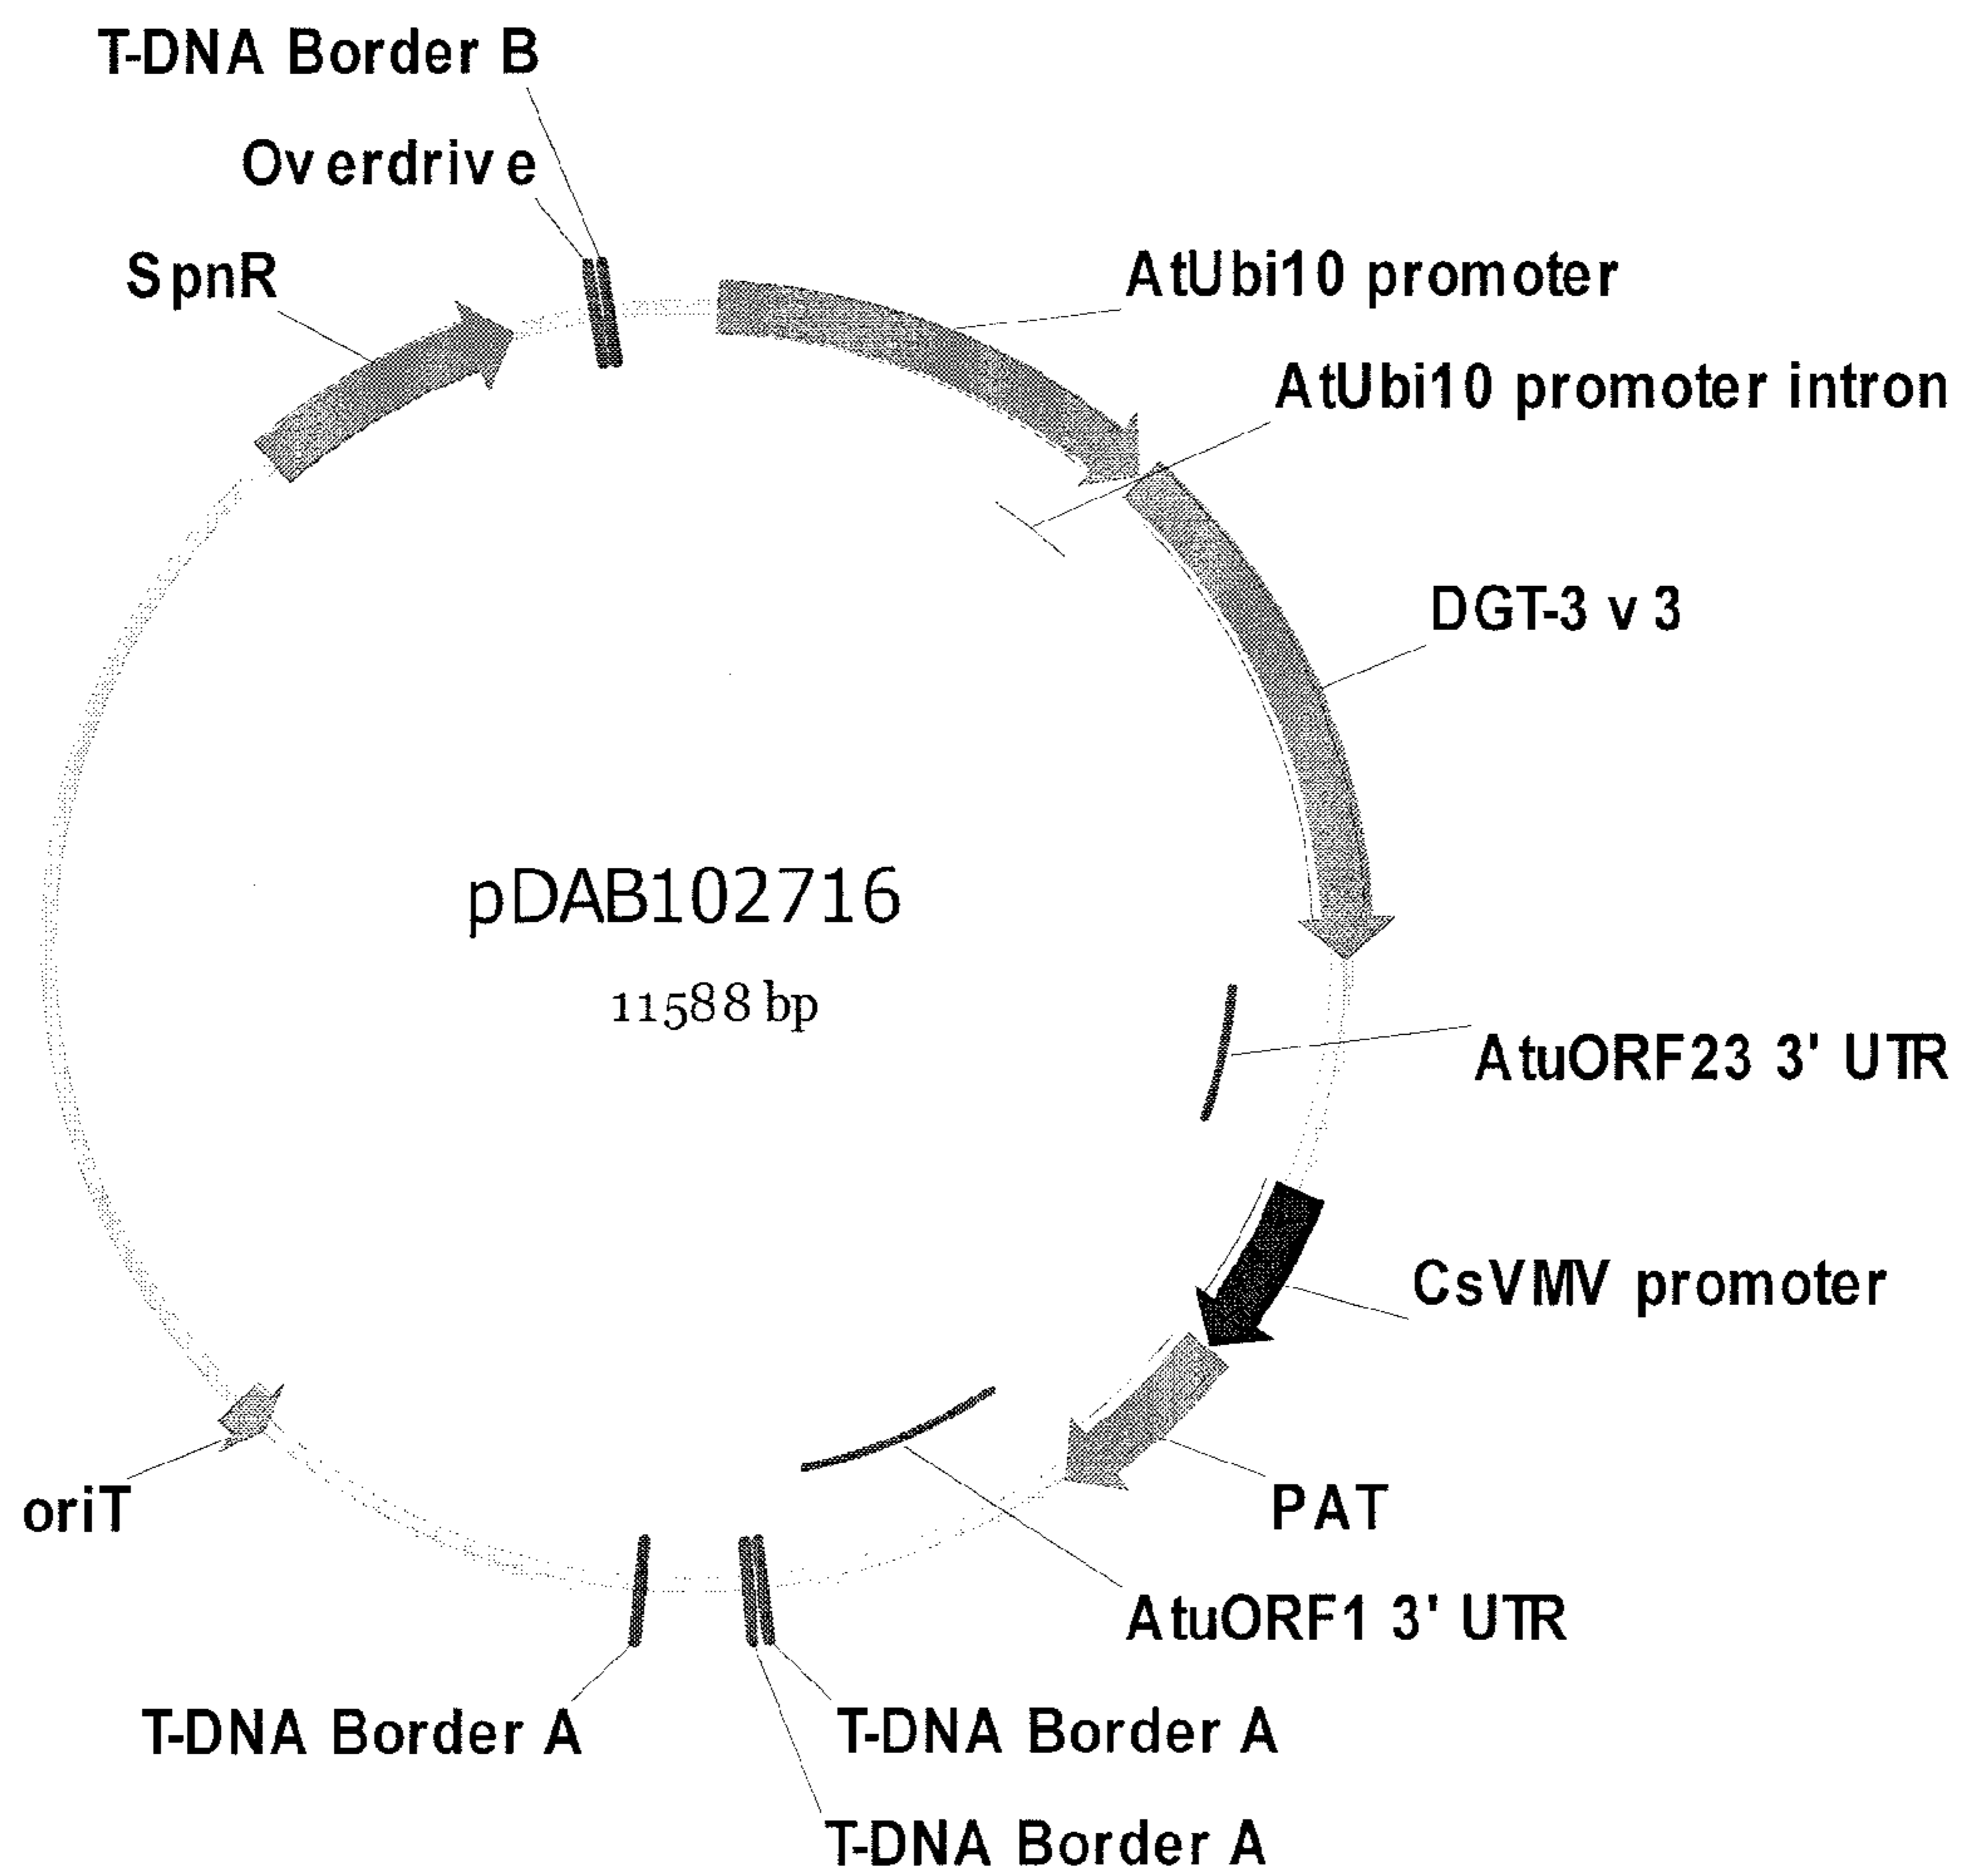 T-DNA Border B
Overdrive
SpnR
AtUbi10 promoter
AtUbi10 promoter intron
DGT-3 v 3
pDAB102716
11588 bp
AtuORF23 3' UTR
CsVMV promoter
PAT
oriT
AtuORF1 3' UTR
T-DNA Border A
T-DNA Border A
T-DNA Border A